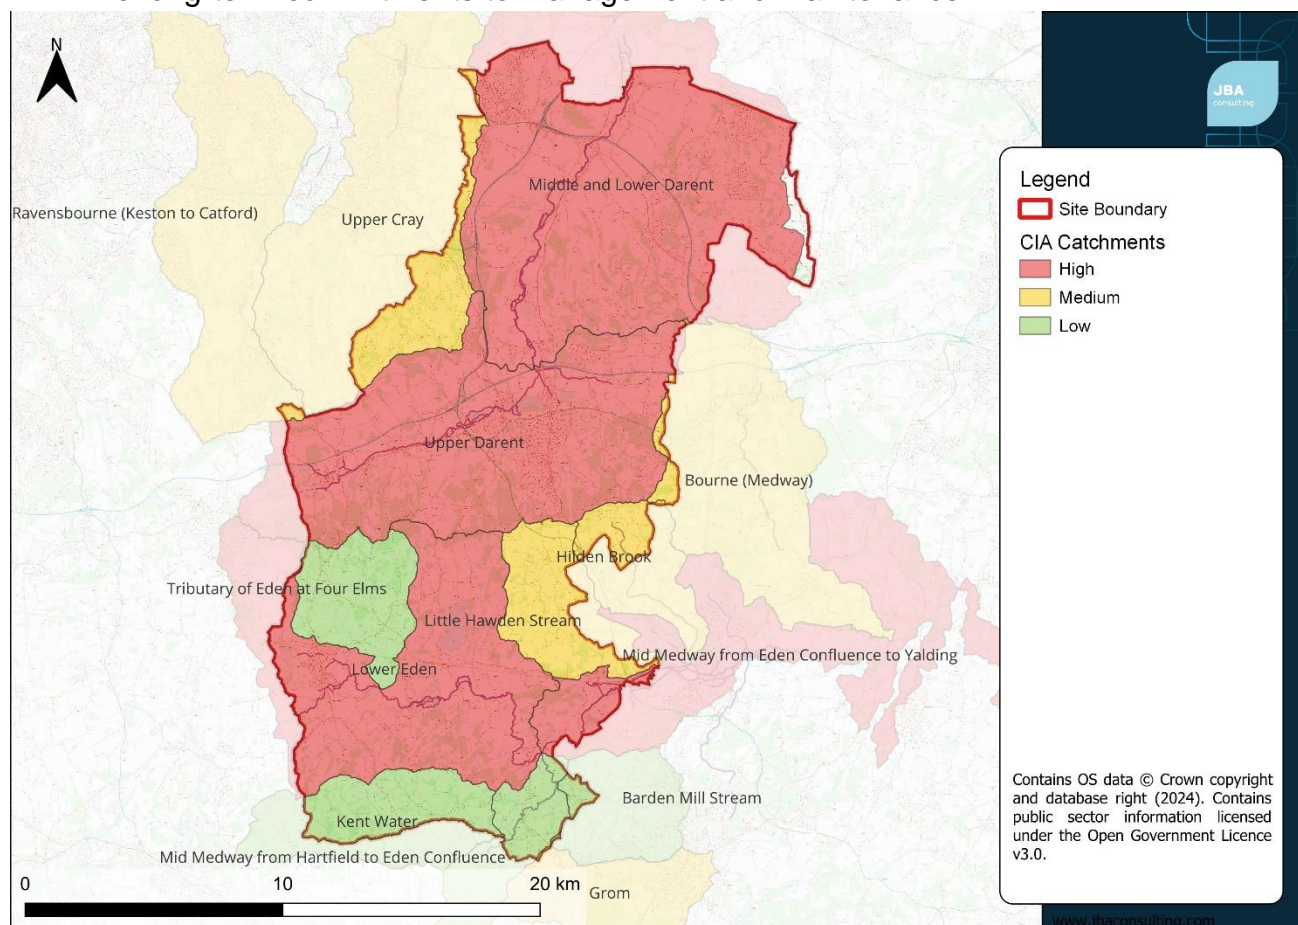 N
JBA
consulting
Middle and Lower Darent
Ravensbourne (Keston to Catford)
Upper Cray
Upper Darent
Bourne (Medway)
Hilden Brook
Tributary of Eden at Four Elms
Little Hawden Stream
Mid Medway from Eden Confluence to Yalding
Lower Eden
Barden Mill Stream
Kent Water
Mid Medway from Hartfield to Eden Confluence
Grom
0 10 20 km
Legend
Site Boundary
CIA Catchments
High
Medium
Low
Contains OS data © Crown copyright
and database right (2024). Contains
public sector information licensed
under the Open Government Licence
v3.0.
www.jbaconsulting.com